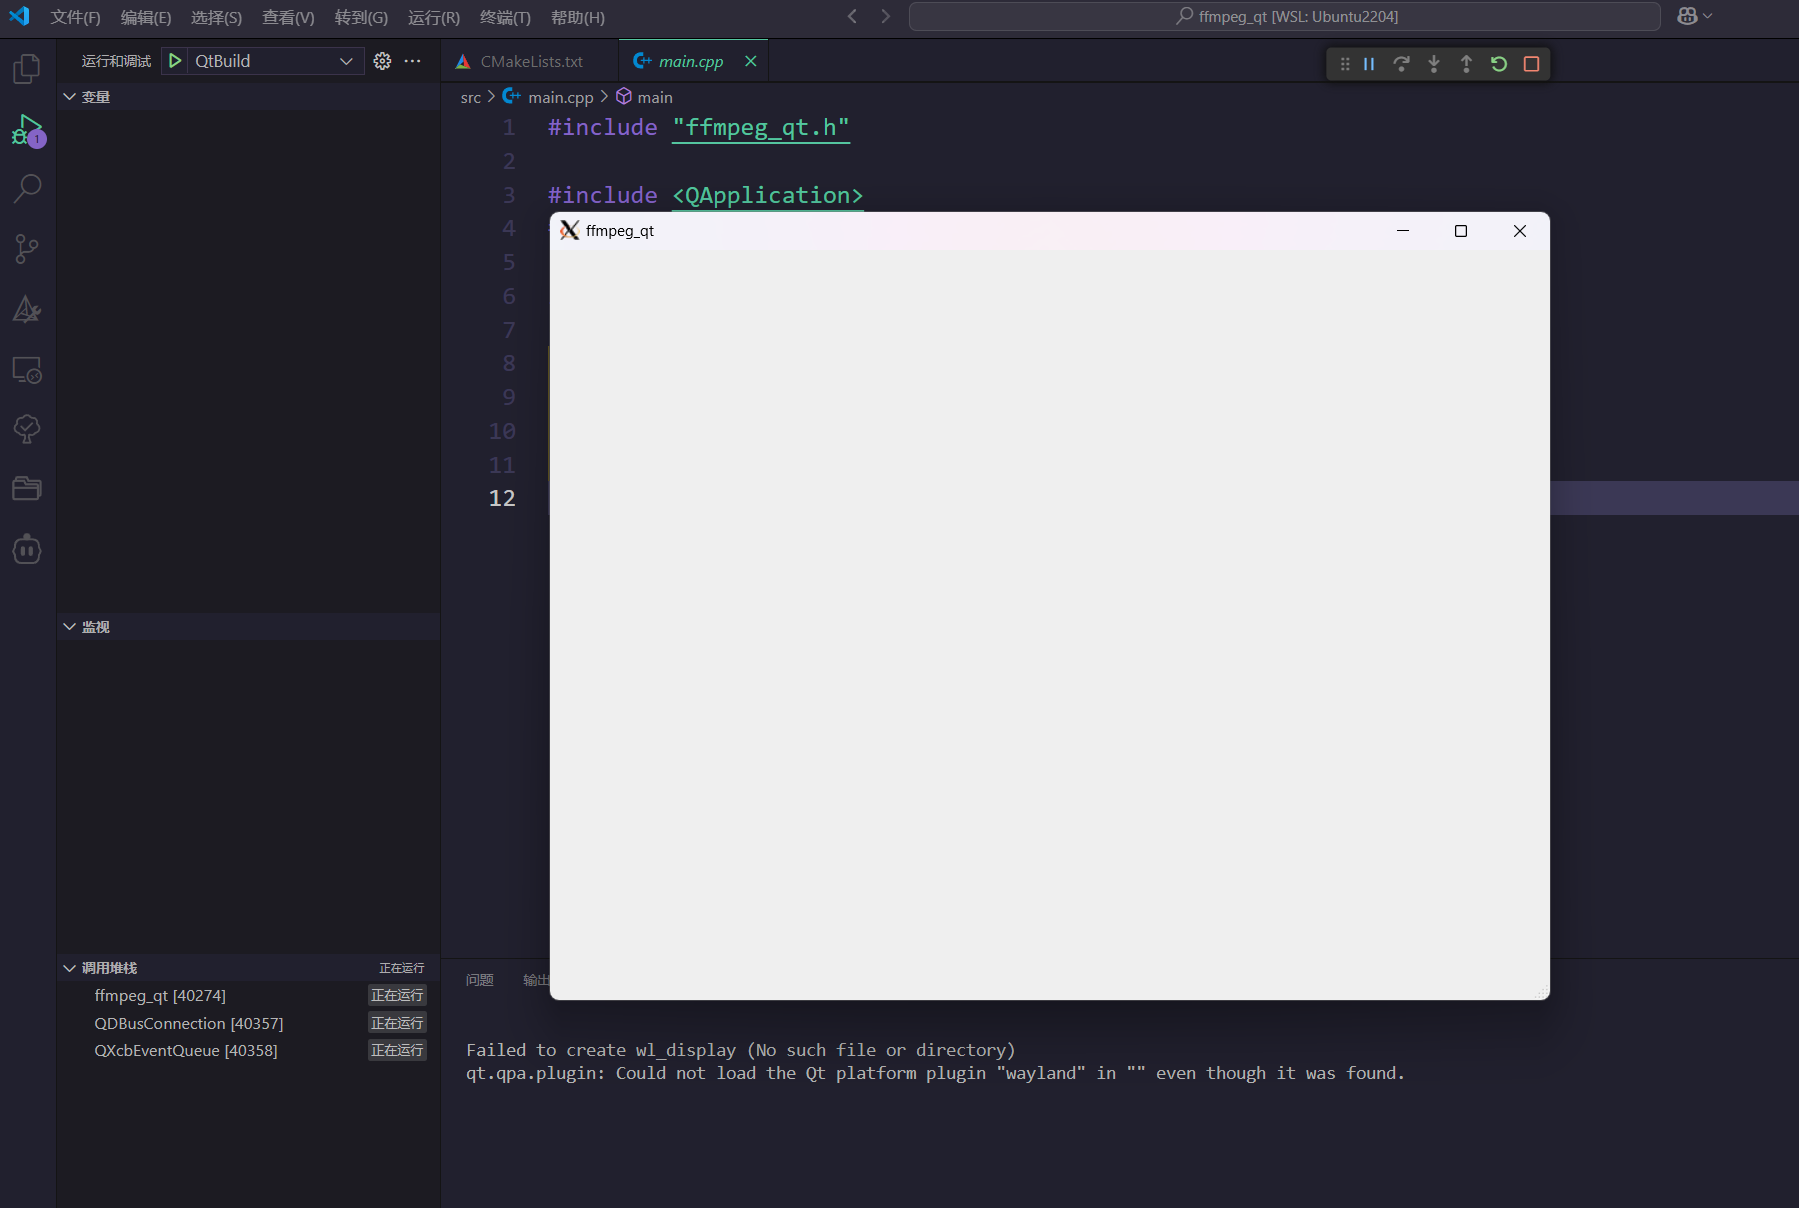 文件(F) 编辑(E) 选择(S) 查看(V) 转到(G) 运行(R) 终端(T) 帮助(H)
ffmpeg_qt [WSL: Ubuntu2204]
运行和调试 QtBuild
CMakeLists.txt main.cpp
变量
1
src main.cpp main
1 #include "ffmpeg_qt.h"
2
3 #include <QApplication>
4
ffmpeg_qt
5
6
7
8
9
10
11
12
监视
调用堆栈 正在运行
ffmpeg_qt [40274] 正在运行
QDBusConnection [40357] 正在运行
QXcbEventQueue [40358] 正在运行
问题 输出
Failed to create wl_display (No such file or directory)
qt.qpa.plugin: Could not load the Qt platform plugin "wayland" in "" even though it was found.